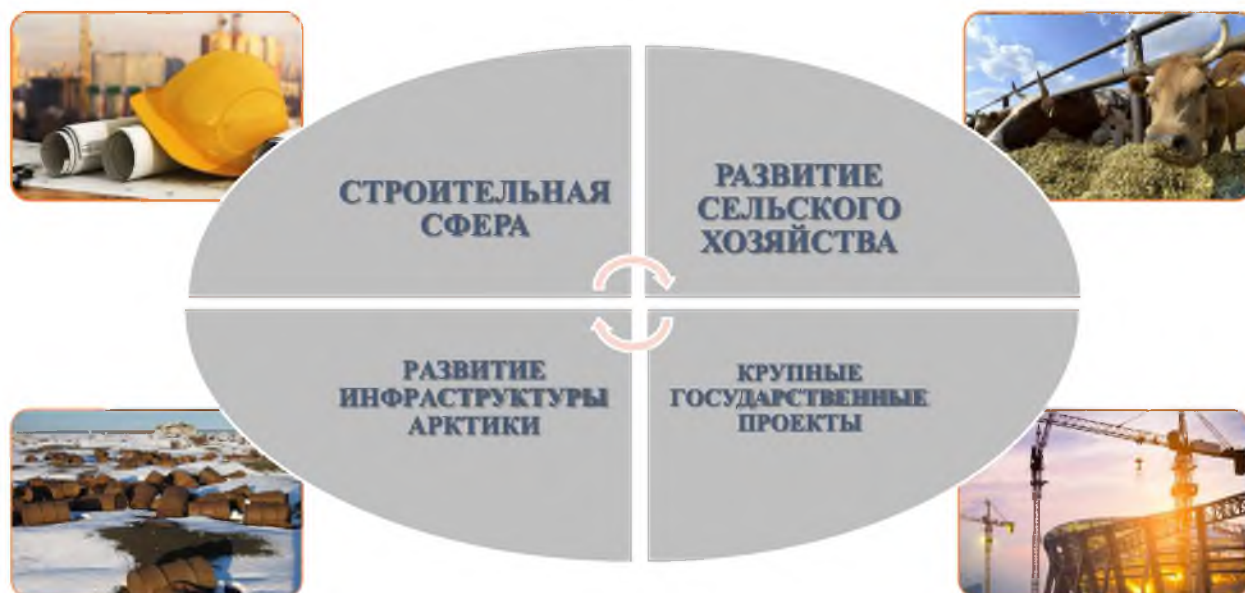 СТРОИТЕЛЬНАЯ
СФЕРА
РАЗВИТИЕ
СЕЛЬСКОГО
ХОЗЯЙСТВА
РАЗВИТИЕ
ИНФРАСТРУКТУРЫ
АРКТИКИ
КРУПНЫЕ
ГОСУДАРСТВЕННЫЕ
ПРОЕКТЫ